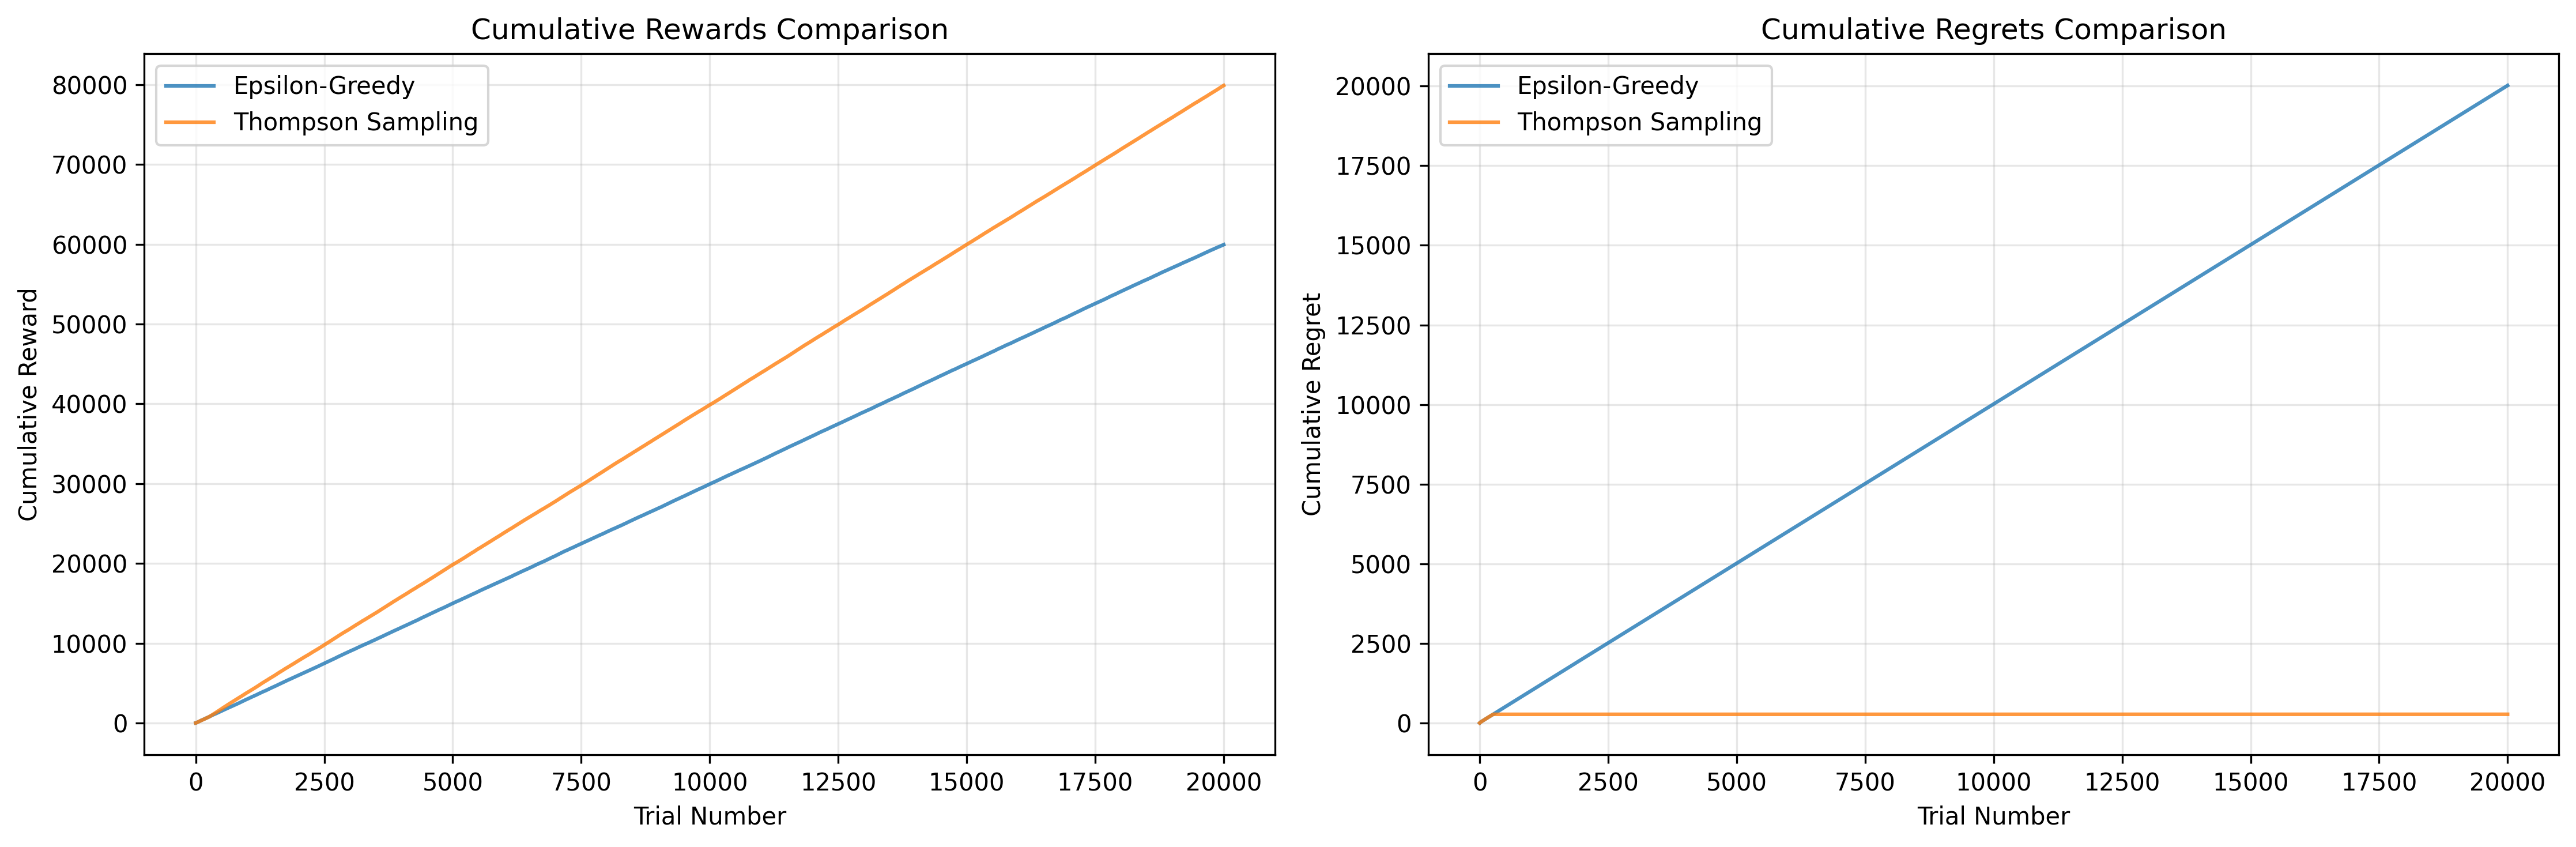 Cumulative Rewards Comparison
Epsilon-Greedy
Thompson Sampling
80000
70000
60000
50000
40000
30000
20000
10000
0
Cumulative Reward
0 2500 5000 7500 10000 12500 15000 17500 20000
Trial Number
Cumulative Regrets Comparison
Epsilon-Greedy
Thompson Sampling
20000
17500
15000
12500
10000
7500
5000
2500
0
Cumulative Regret
0 2500 5000 7500 10000 12500 15000 17500 20000
Trial Number